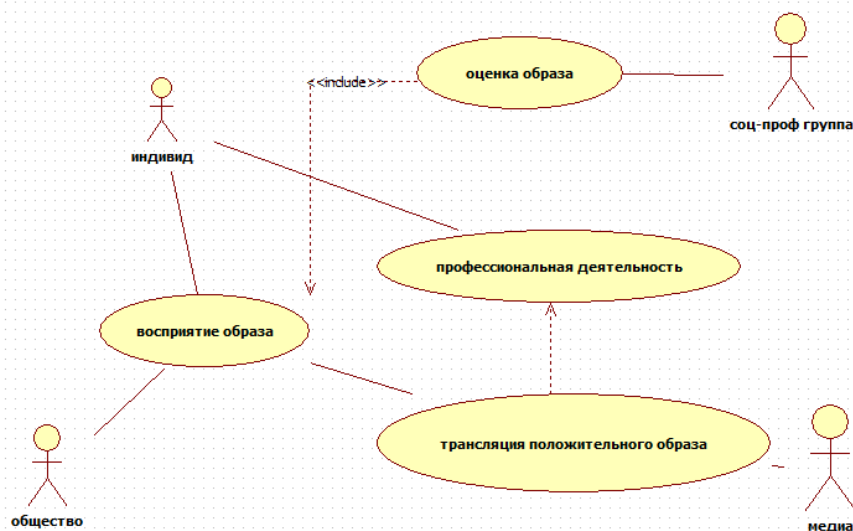 оценка образа
<<include>>
соц-проф группа
индивид
профессиональная деятельность
восприятие образа
трансляция положительного образа
общество
медиа